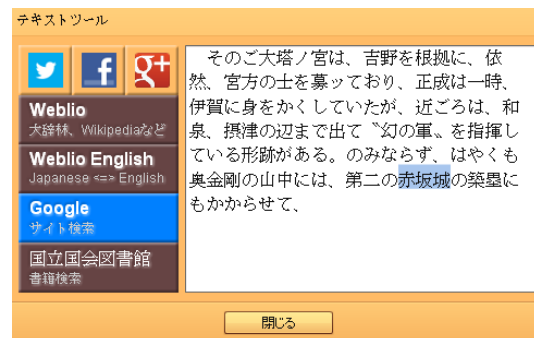 テキストツール
そのご大塔ノ宮は、吉野を根拠に、依
然、宮方の士を募ッており、正成は一時、
伊賀に身をかくしていたが、近ごろは、和
泉、摂津の辺まで出て〝幻の軍〟を指揮し
ている形跡がある。のみならず、はやくも
奥金剛の山中には、第二の赤坂城の築塁に
もかからせて、
Weblio
大辞林、Wikipediaなど
Weblio English
Japanese <=> English
Google
サイト検索
国立国会図書館
書籍検索
閉じる